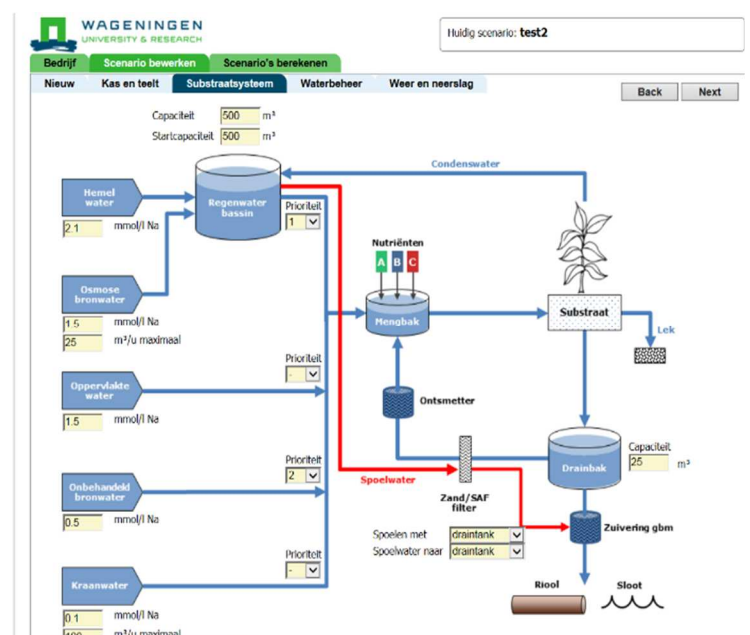 WAGENINGEN
UNIVERSITY & RESEARCH
Huidig scenario: test2
Bedrijf Scenario bewerken Scenario's berekenen
Nieuw Kas en teelt Substraatsysteem Waterbeheer Weer en neerslag
Back Next
Capaciteit 500 m³
Startcapaciteit 500 m³
Condenswater
Hemel
water
2.1 mmol/l Na
Regenwater
bassin
Prioriteit
1
Nutriënten
A B C
Mengbak
Substraat
Lek
Osmose
bronwater
1.5 mmol/l Na
25 m³/u maximaal
Prioriteit
-
Oppervlakte
water
1.5 mmol/l Na
Ontsmetter
Prioriteit
2
Onbehandeld
bronwater
0.5 mmol/l Na
Spoelwater
Zand/SAF
filter
Drainbak
Capaciteit
25 m³
Spoelen met draintank
Spoelwater naar draintank
Zuivering gbm
Prioriteit
-
Kraanwater
0.1 mmol/l Na
100 m³/u maximaal
Riool Sloot